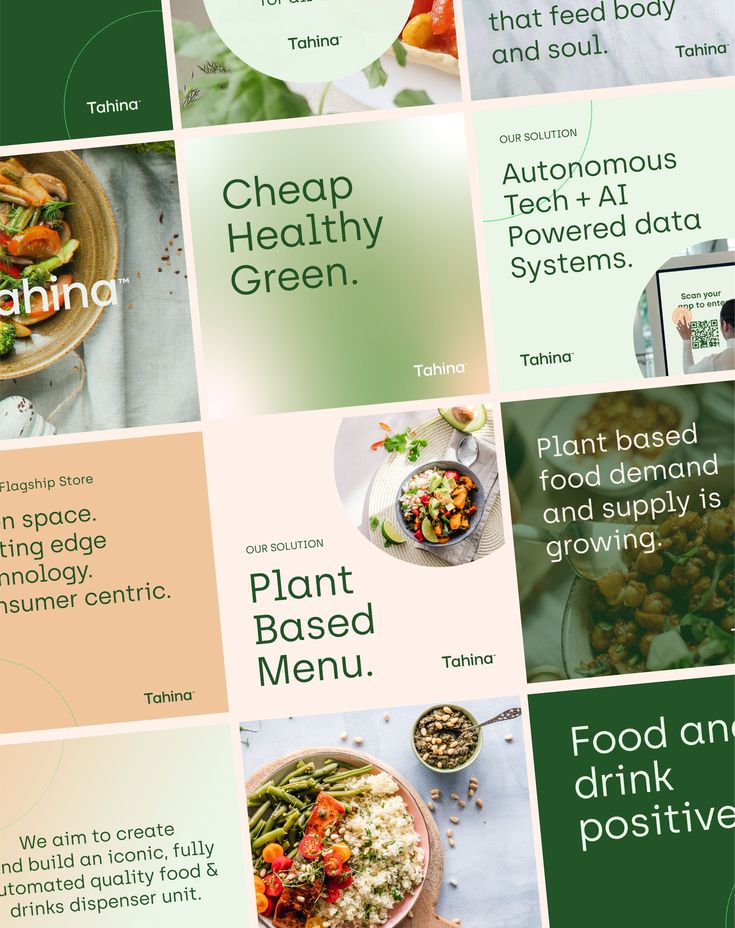 Tahina™
for all
Tahina™
that feed body
and soul.
Tahina™
ahina™
Cheap
Healthy
Green.
Tahina™
OUR SOLUTION
Autonomous
Tech + AI
Powered data
Systems.
Scan your
app to enter
Tahina™
Flagship Store
n space.
ting edge
nnology.
nsumer centric.
Tahina™
OUR SOLUTION
Plant
Based
Menu.
Tahina™
Plant based
food demand
and supply is
growing.
We aim to create
nd build an iconic, fully
utomated quality food &
drinks dispenser unit.
Food an
drink
positive